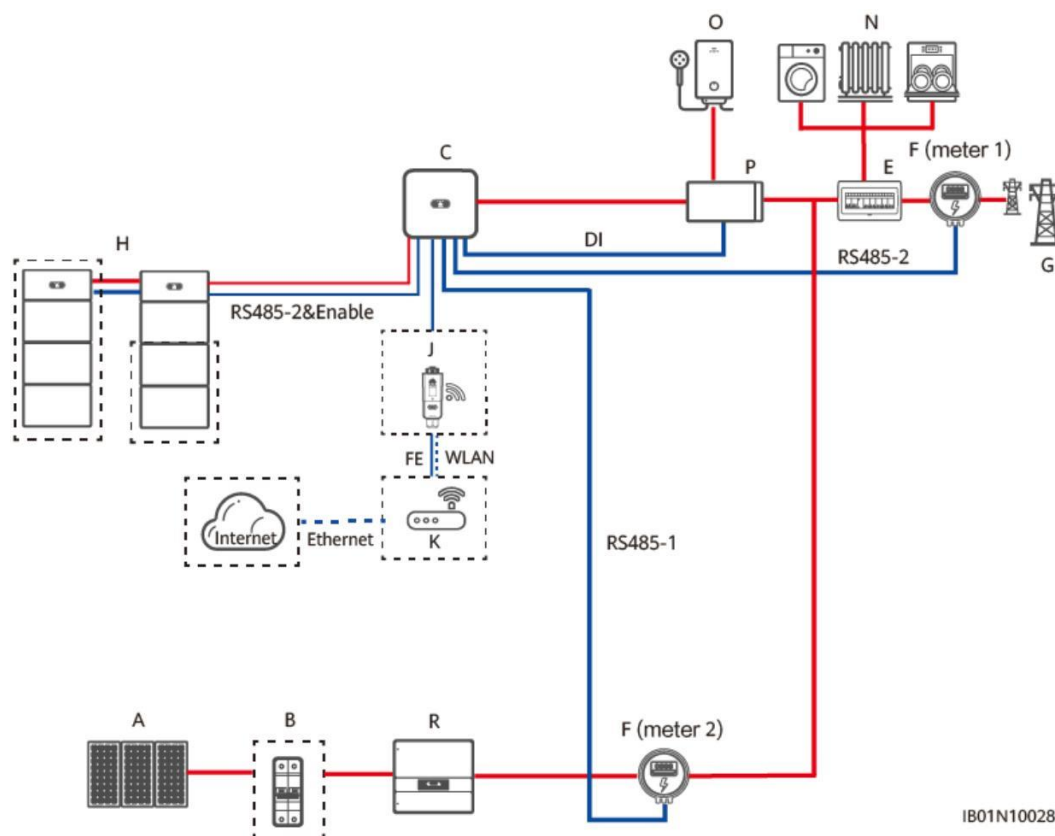 O
N
F (meter 1)
C
P
E
DI
H
RS485-2
G
RS485-2&Enable
J
FE
WLAN
Internet
Ethernet
K
RS485-1
A
B
R
F (meter 2)
IB01N10028